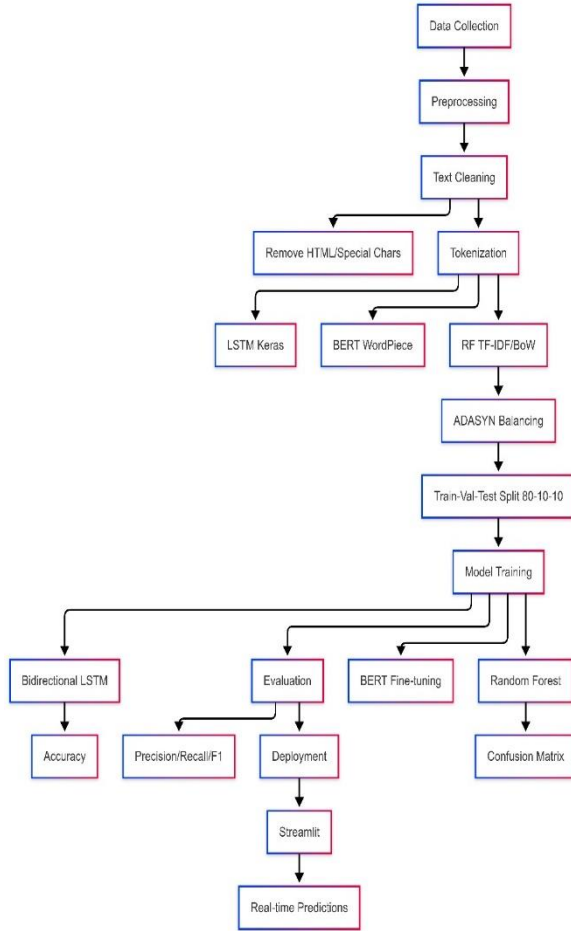 Data Collection
Preprocessing
Text Cleaning
Remove HTML/Special Chars
Tokenization
LSTM Keras
BERT WordPiece
RF TF-IDF/BoW
ADASYN Balancing
Train-Val-Test Split 80-10-10
Model Training
Bidirectional LSTM
Evaluation
BERT Fine-tuning
Random Forest
Accuracy
Precision/Recall/F1
Deployment
Confusion Matrix
Streamlit
Real-time Predictions